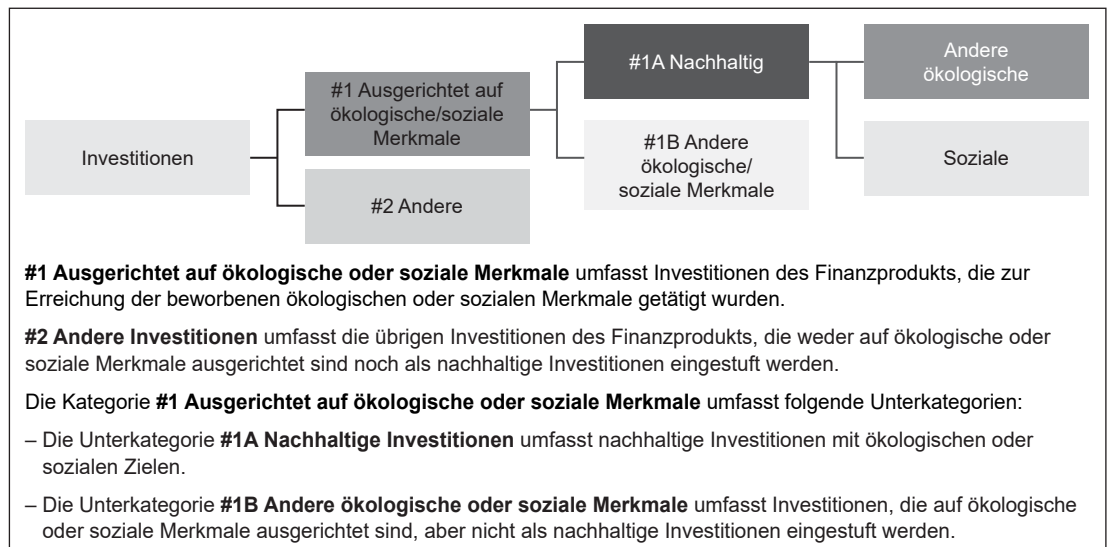 Investitionen
#1 Ausgerichtet auf
ökologische/soziale
Merkmale
#2 Andere
#1A Nachhaltig
#1B Andere
ökologische/
soziale Merkmale
Andere
ökologische
Soziale
#1 Ausgerichtet auf ökologische oder soziale Merkmale umfasst Investitionen des Finanzprodukts, die zur
Erreichung der beworbenen ökologischen oder sozialen Merkmale getätigt wurden.
#2 Andere Investitionen umfasst die übrigen Investitionen des Finanzprodukts, die weder auf ökologische oder
soziale Merkmale ausgerichtet sind noch als nachhaltige Investitionen eingestuft werden.
Die Kategorie #1 Ausgerichtet auf ökologische oder soziale Merkmale umfasst folgende Unterkategorien:
– Die Unterkategorie #1A Nachhaltige Investitionen umfasst nachhaltige Investitionen mit ökologischen oder
sozialen Zielen.
– Die Unterkategorie #1B Andere ökologische oder soziale Merkmale umfasst Investitionen, die auf ökologische
oder soziale Merkmale ausgerichtet sind, aber nicht als nachhaltige Investitionen eingestuft werden.